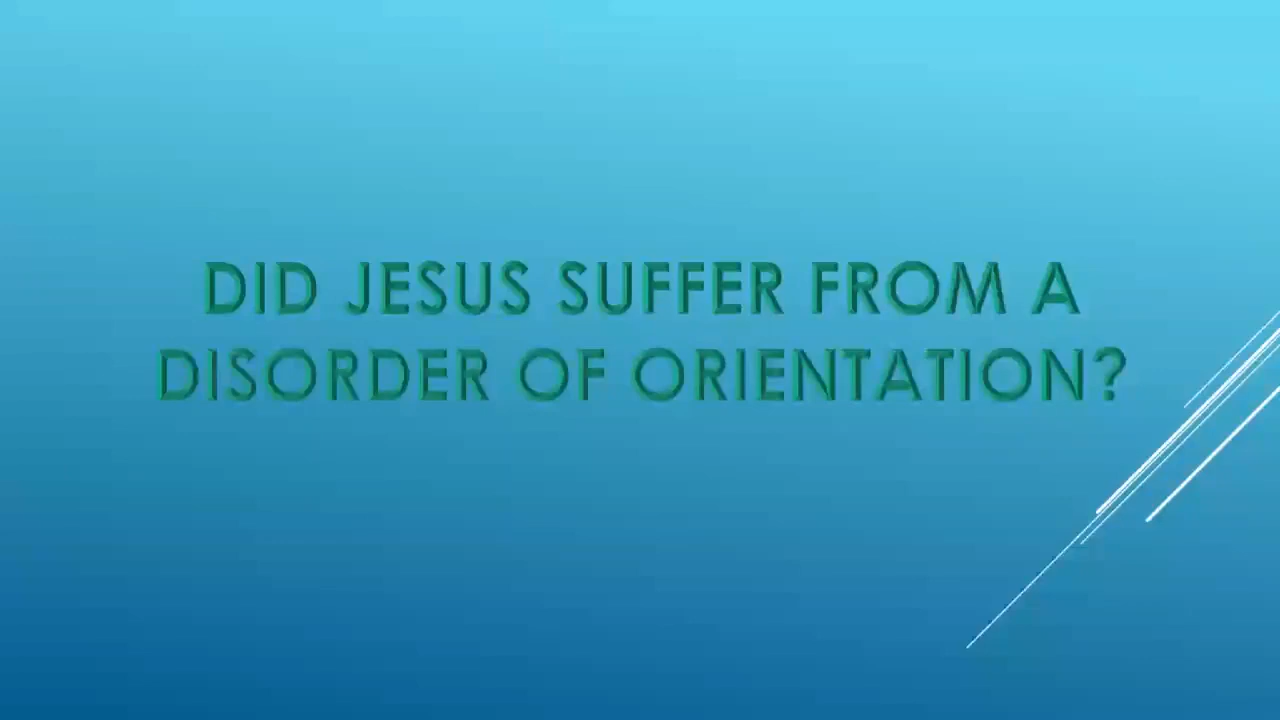 DID JESUS SUFFER FROM A
DISORDER OF ORIENTATION?